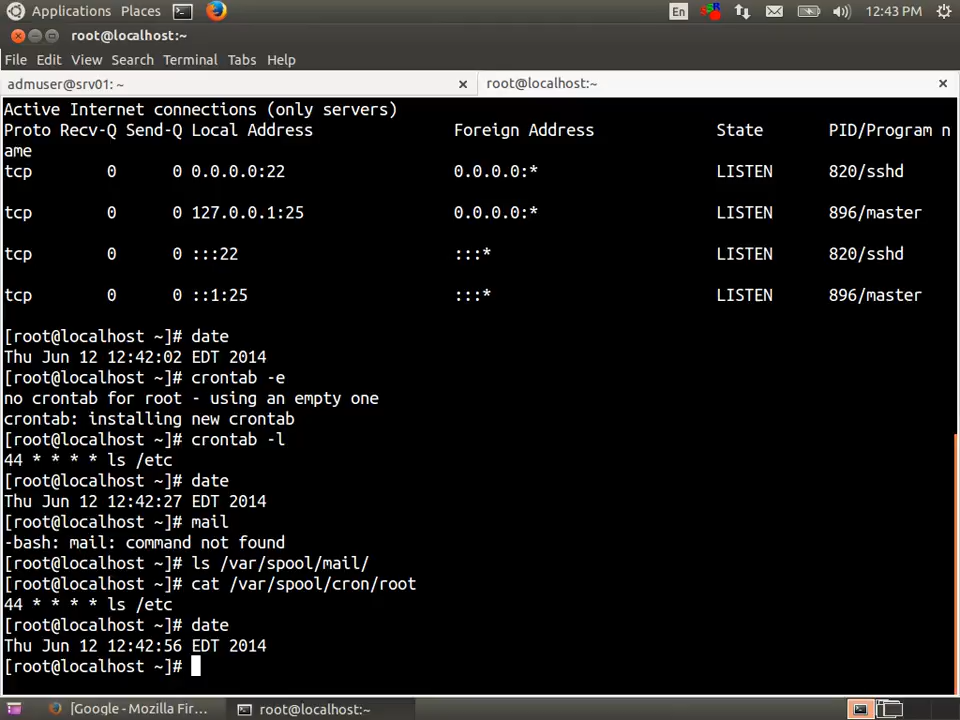 Applications Places En 12:43 PM
root@localhost:~
File Edit View Search Terminal Tabs Help
admuser@srv01: ~ × root@localhost:~ ×
Active Internet connections (only servers)
Proto Recv-Q Send-Q Local Address Foreign Address State PID/Program n
ame
tcp 0 0 0.0.0.0:22 0.0.0.0:* LISTEN 820/sshd
tcp 0 0 127.0.0.1:25 0.0.0.0:* LISTEN 896/master
tcp 0 0 :::22 :::* LISTEN 820/sshd
tcp 0 0 ::1:25 :::* LISTEN 896/master
[root@localhost ~]# date
Thu Jun 12 12:42:02 EDT 2014
[root@localhost ~]# crontab -e
no crontab for root - using an empty one
crontab: installing new crontab
[root@localhost ~]# crontab -l
44 * * * * ls /etc
[root@localhost ~]# date
Thu Jun 12 12:42:27 EDT 2014
[root@localhost ~]# mail
-bash: mail: command not found
[root@localhost ~]# ls /var/spool/mail/
[root@localhost ~]# cat /var/spool/cron/root
44 * * * * ls /etc
[root@localhost ~]# date
Thu Jun 12 12:42:56 EDT 2014
[root@localhost ~]#
[Google - Mozilla Fir... root@localhost:~